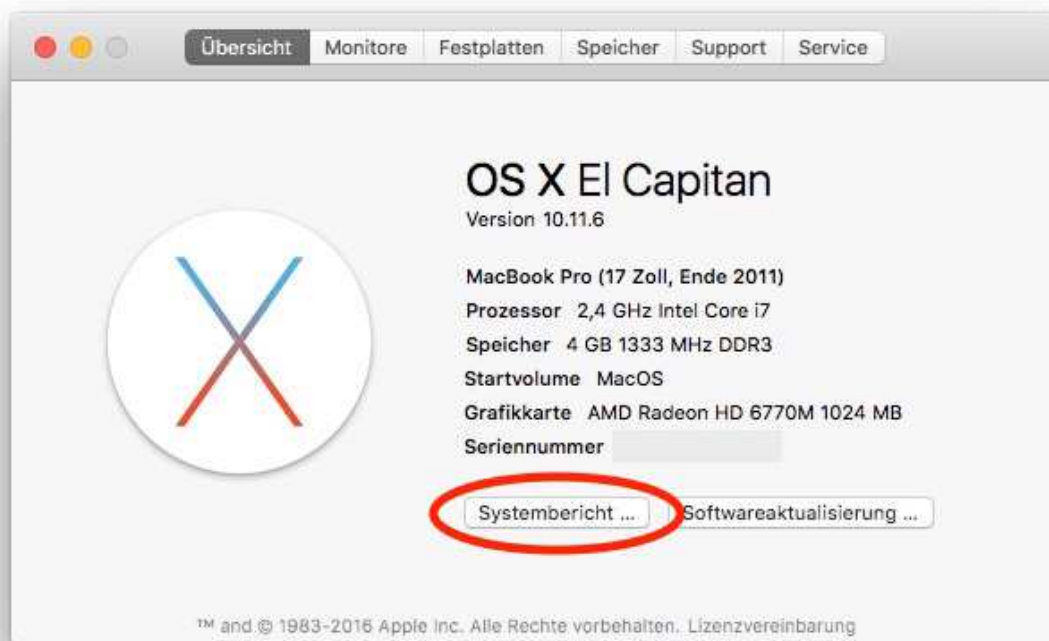 Übersicht Monitore Festplatten Speicher Support Service
OS X El Capitan
Version 10.11.6
MacBook Pro (17 Zoll, Ende 2011)
Prozessor 2,4 GHz Intel Core i7
Speicher 4 GB 1333 MHz DDR3
Startvolume MacOS
Grafikkarte AMD Radeon HD 6770M 1024 MB
Seriennummer
Systembericht ... Softwareaktualisierung ...
™ and © 1983-2016 Apple Inc. Alle Rechte vorbehalten. Lizenzvereinbarung